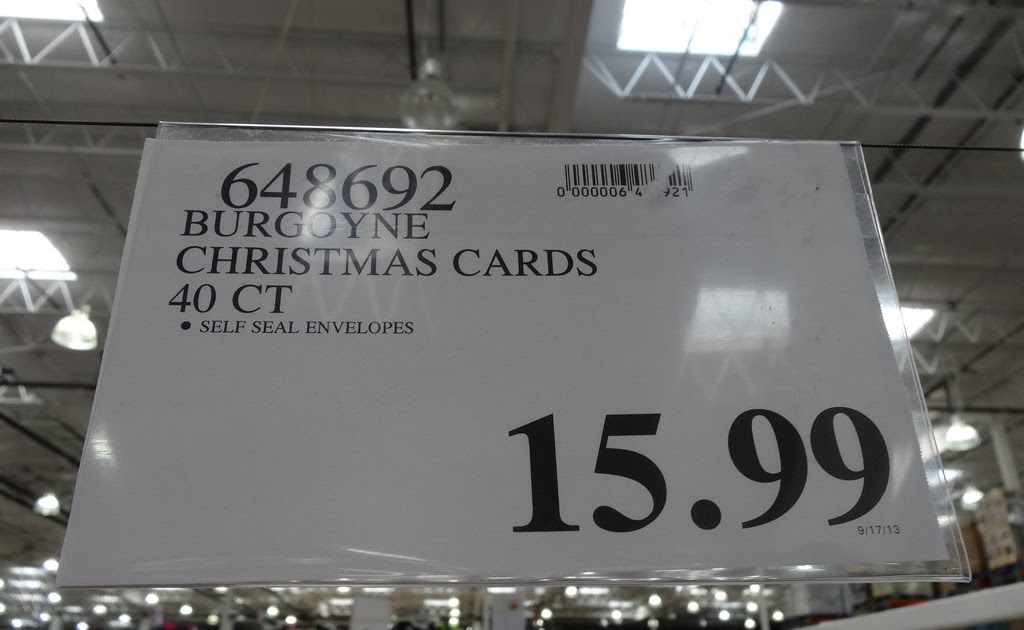 648692
BURGOYNE
CHRISTMAS CARDS
40 CT
• SELF SEAL ENVELOPES
15.99
9/17/13